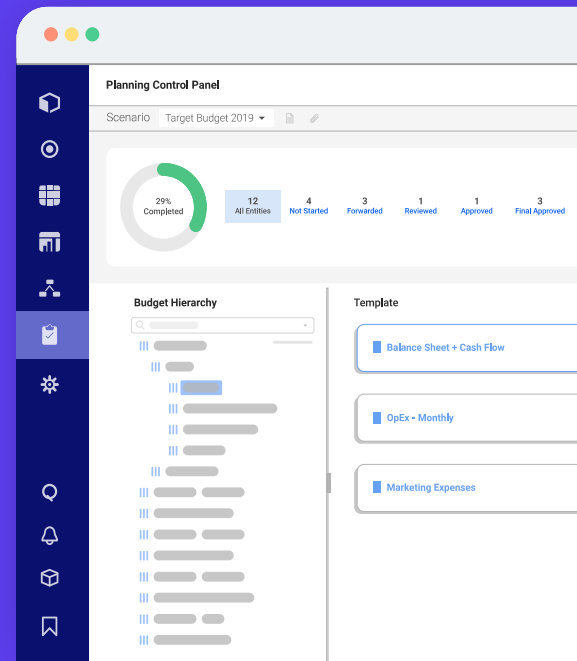 Planning Control Panel
Scenario Target Budget 2019
29%
Completed
12
All Entities
4
Not Started
3
Forwarded
1
Reviewed
1
Approved
3
Final Approved
Budget Hierarchy
Template
Balance Sheet + Cash Flow
OpEx - Monthly
Marketing Expenses